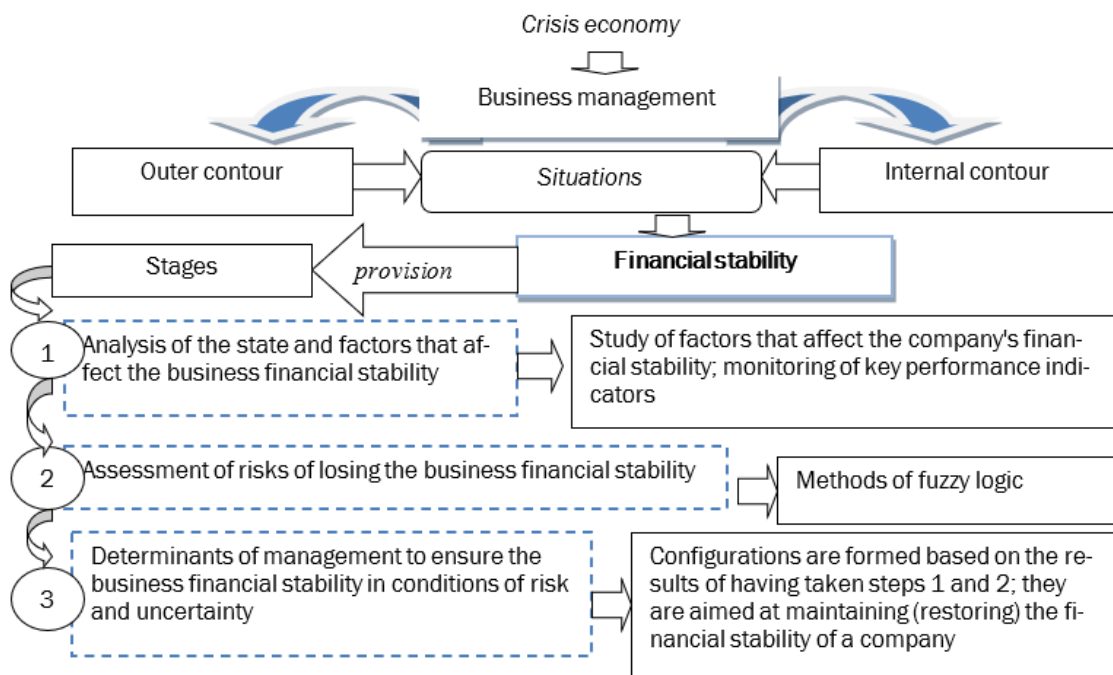 Crisis economy
Business management
Outer contour
Situations
Internal contour
Stages
provision
Financial stability
1
Analysis of the state and factors that af-
fect the business financial stability
Study of factors that affect the company's finan-
cial stability; monitoring of key performance indi-
cators
2
Assessment of risks of losing the business financial stability
Methods of fuzzy logic
3
Determinants of management to ensure the
business financial stability in conditions of risk
and uncertainty
Configurations are formed based on the re-
sults of having taken steps 1 and 2; they
are aimed at maintaining (restoring) the fi-
nancial stability of a company